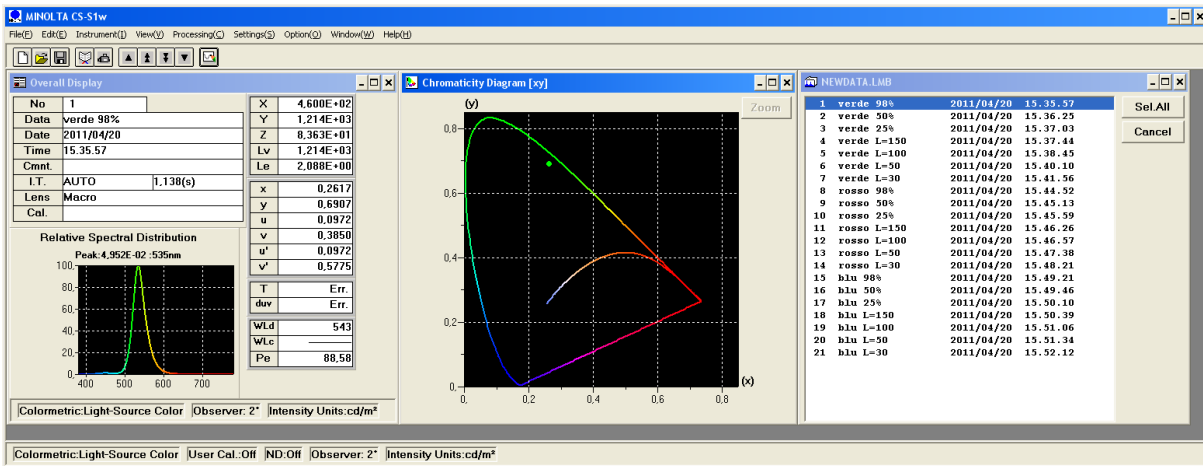 MINOLTA CS-S1w
File(F) Edit(E) Instrument(I) View(V) Processing(C) Settings(S) Option(O) Window(W) Help(H)
Overall Display
No 1
Data verde 98%
Date 2011/04/20
Time 15.35.57
Cmnt.
I.T. AUTO 1,138(s)
Lens Macro
Cal.
X 4,600E+02
Y 1,214E+03
Z 8,363E+01
Lv 1,214E+03
Le 2,088E+00
x 0,2617
y 0,6907
u 0,0972
v 0,3850
u' 0,0972
v' 0,5775
T Err.
duv Err.
WLd 543
WLc ———
Pe 88,58
Relative Spectral Distribution
Peak:4,952E-02 :535nm
100,
80,
60,
40,
20,
0,
400 500 600 700
Colormetric:Light-Source Color Observer: 2° Intensity Units:cd/m²
Chromaticity Diagram [xy]
Zoom
(y)
0,8
0,6
0,4
0,2
0,
0, 0,2 0,4 0,6 0,8
(x)
NEWDATA.LMB
1 verde 98% 2011/04/20 15.35.57
2 verde 50% 2011/04/20 15.36.25
3 verde 25% 2011/04/20 15.37.03
4 verde L=150 2011/04/20 15.37.44
5 verde L=100 2011/04/20 15.38.45
6 verde L=50 2011/04/20 15.40.10
7 verde L=30 2011/04/20 15.41.56
8 rosso 98% 2011/04/20 15.44.52
9 rosso 50% 2011/04/20 15.45.13
10 rosso 25% 2011/04/20 15.45.59
11 rosso L=150 2011/04/20 15.46.26
12 rosso L=100 2011/04/20 15.46.57
13 rosso L=50 2011/04/20 15.47.38
14 rosso L=30 2011/04/20 15.48.21
15 blu 98% 2011/04/20 15.49.21
16 blu 50% 2011/04/20 15.49.46
17 blu 25% 2011/04/20 15.50.10
18 blu L=150 2011/04/20 15.50.39
19 blu L=100 2011/04/20 15.51.06
20 blu L=50 2011/04/20 15.51.34
21 blu L=30 2011/04/20 15.52.12
Sel.All
Cancel
Colormetric:Light-Source Color User Cal.:Off ND:Off Observer: 2° Intensity Units:cd/m²